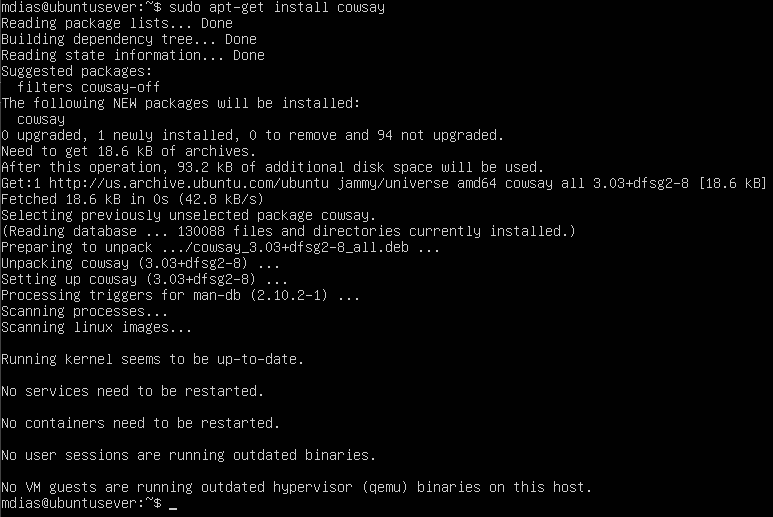 mdias@ubuntusever:~$ sudo apt-get install cowsay
Reading package lists... Done
Building dependency tree... Done
Reading state information... Done
Suggested packages:
  filters cowsay-off
The following NEW packages will be installed:
  cowsay
0 upgraded, 1 newly installed, 0 to remove and 94 not upgraded.
Need to get 18.6 kB of archives.
After this operation, 93.2 kB of additional disk space will be used.
Get:1 http://us.archive.ubuntu.com/ubuntu jammy/universe amd64 cowsay all 3.03+dfsg2-8 [18.6 kB]
Fetched 18.6 kB in 0s (42.8 kB/s)
Selecting previously unselected package cowsay.
(Reading database ... 130088 files and directories currently installed.)
Preparing to unpack .../cowsay_3.03+dfsg2-8_all.deb ...
Unpacking cowsay (3.03+dfsg2-8) ...
Setting up cowsay (3.03+dfsg2-8) ...
Processing triggers for man-db (2.10.2-1) ...
Scanning processes...
Scanning linux images...
Running kernel seems to be up-to-date.
No services need to be restarted.
No containers need to be restarted.
No user sessions are running outdated binaries.
No VM guests are running outdated hypervisor (qemu) binaries on this host.
mdias@ubuntusever:~$ _